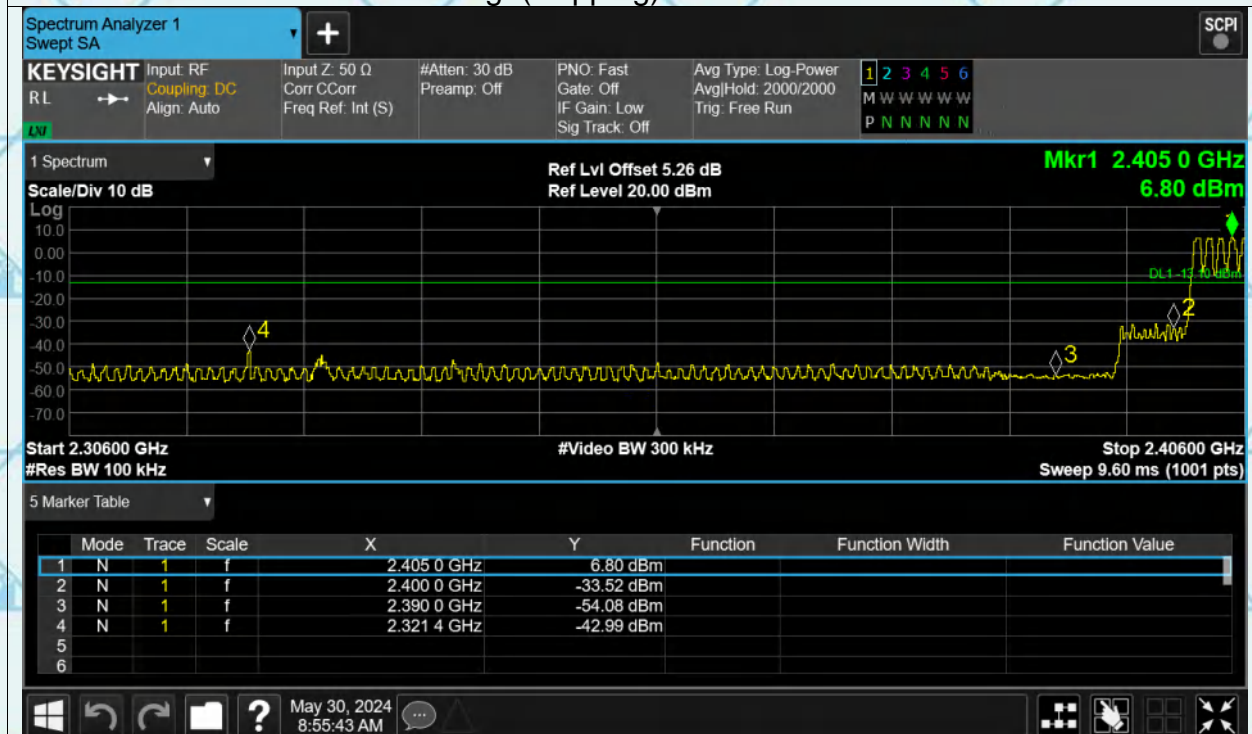 Spectrum Analyzer 1
Swept SA
+
SCPI
KEYSIGHT
RL
LXI
Input: RF
Coupling: DC
Align: Auto
Input Z: 50 Ω
Corr CCorr
Freq Ref: Int (S)
#Atten: 30 dB
Preamp: Off
PNO: Fast
Gate: Off
IF Gain: Low
Sig Track: Off
Avg Type: Log-Power
Avg|Hold: 2000/2000
Trig: Free Run
1 2 3 4 5 6
M W W W W W
P N N N N N
1 Spectrum
Scale/Div 10 dB
Ref Lvl Offset 5.26 dB
Ref Level 20.00 dBm
Mkr1 2.405 0 GHz
6.80 dBm
Log
10.0
0.00
-10.0
-20.0
-30.0
-40.0
-50.0
-60.0
-70.0
DL1 -13.10 dBm
2
4
3
Start 2.30600 GHz
#Res BW 100 kHz
#Video BW 300 kHz
Stop 2.40600 GHz
Sweep 9.60 ms (1001 pts)
5 Marker Table
Mode Trace Scale X Y Function Function Width Function Value
1 N 1 f 2.405 0 GHz 6.80 dBm
2 N 1 f 2.400 0 GHz -33.52 dBm
3 N 1 f 2.390 0 GHz -54.08 dBm
4 N 1 f 2.321 4 GHz -42.99 dBm
5
6
?
May 30, 2024
8:55:43 AM